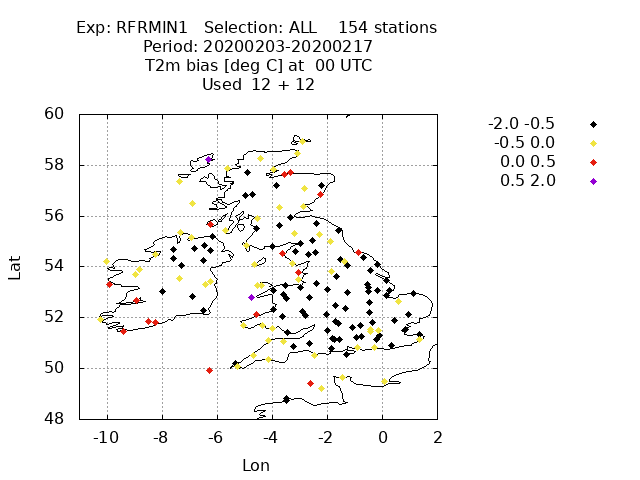 Exp: RFRMIN1 Selection: ALL 154 stations
Period: 20200203-20200217
T2m bias [deg C] at 00 UTC
Used 12 + 12
-2.0 -0.5
-0.5 0.0
0.0 0.5
0.5 2.0
60
58
56
54
52
50
48
Lat
-10 -8 -6 -4 -2 0 2
Lon